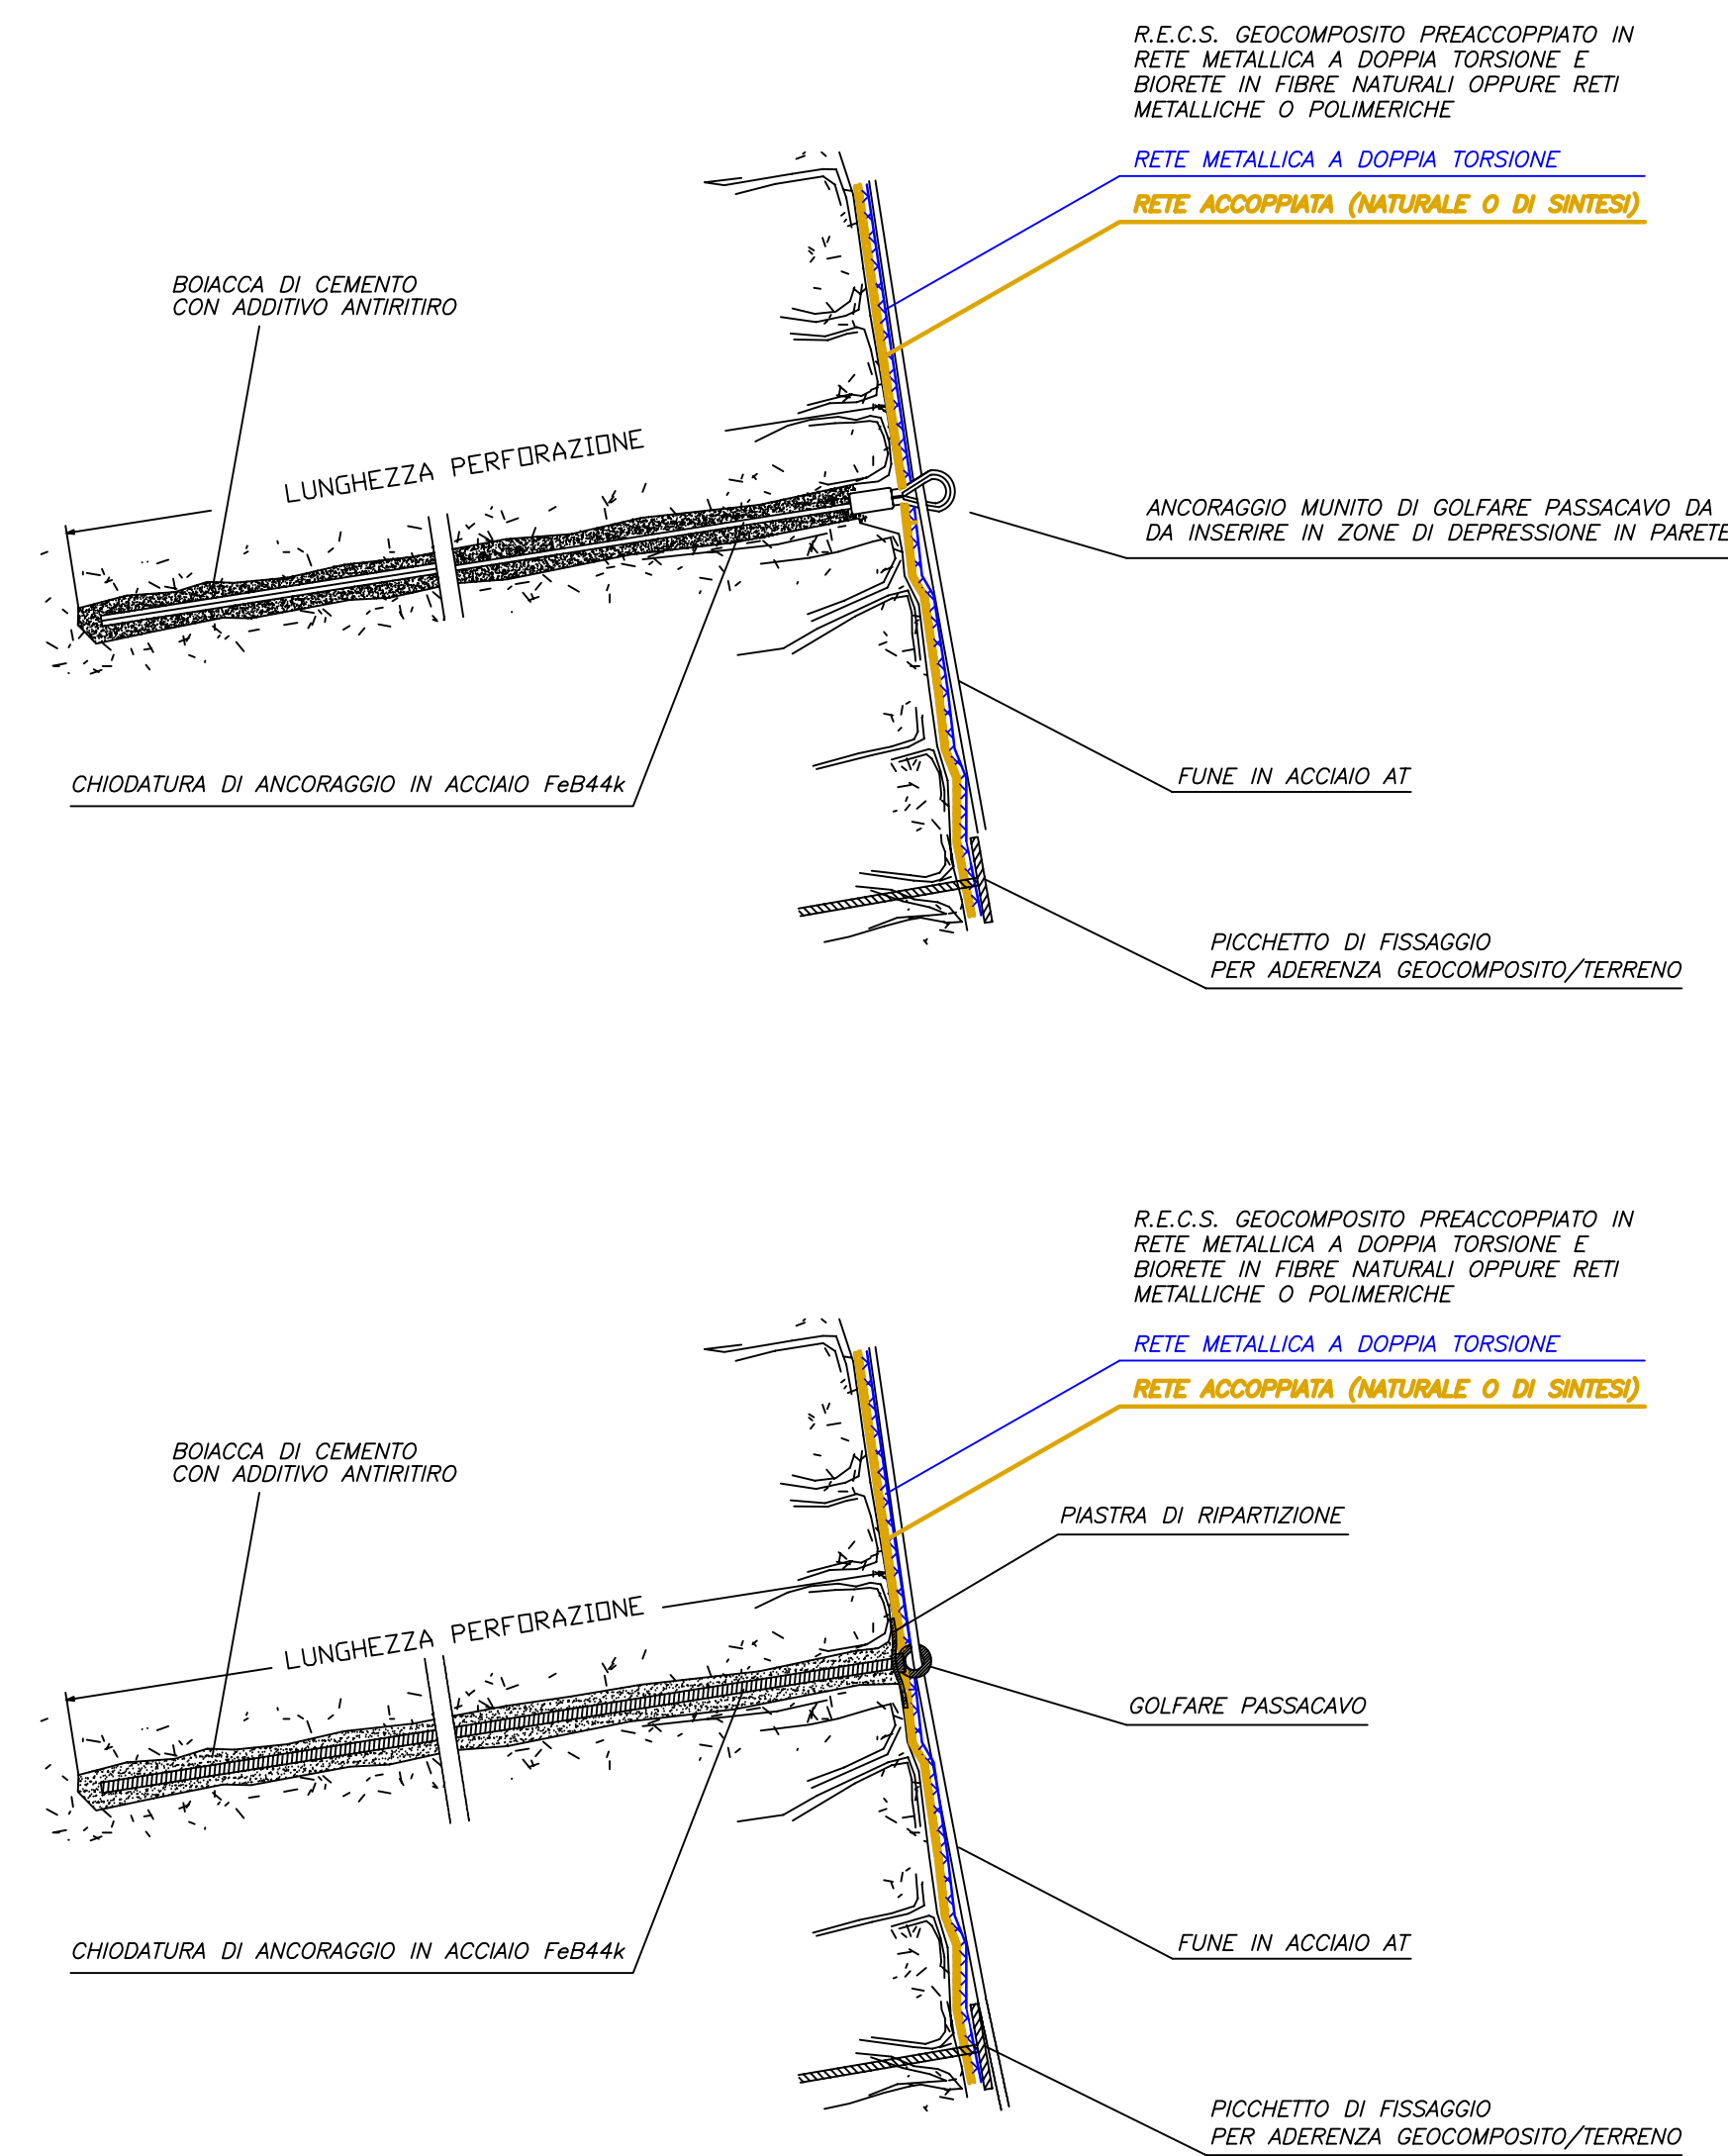 R.E.C.S. GEOCOMPOSITO PREACCOPPIATO IN
RETE METALLICA A DOPPIA TORSIONE E
BIORETE IN FIBRE NATURALI OPPURE RETI
METALLICHE O POLIMERICHE
RETE METALLICA A DOPPIA TORSIONE
RETE ACCOPPIATA (NATURALE O DI SINTESI)
BOIACCA DI CEMENTO
CON ADDITIVO ANTIRITIRO
LUNGHEZZA PERFORAZIONE
ANCORAGGIO MUNITO DI GOLFARE PASSACAVO DA
DA INSERIRE IN ZONE DI DEPRESSIONE IN PARETE
CHIODATURA DI ANCORAGGIO IN ACCIAIO FeB44k
FUNE IN ACCIAIO AT
PICCHETTO DI FISSAGGIO
PER ADERENZA GEOCOMPOSITO/TERRENO
R.E.C.S. GEOCOMPOSITO PREACCOPPIATO IN
RETE METALLICA A DOPPIA TORSIONE E
BIORETE IN FIBRE NATURALI OPPURE RETI
METALLICHE O POLIMERICHE
RETE METALLICA A DOPPIA TORSIONE
RETE ACCOPPIATA (NATURALE O DI SINTESI)
BOIACCA DI CEMENTO
CON ADDITIVO ANTIRITIRO
PIASTRA DI RIPARTIZIONE
LUNGHEZZA PERFORAZIONE
GOLFARE PASSACAVO
CHIODATURA DI ANCORAGGIO IN ACCIAIO FeB44k
FUNE IN ACCIAIO AT
PICCHETTO DI FISSAGGIO
PER ADERENZA GEOCOMPOSITO/TERRENO